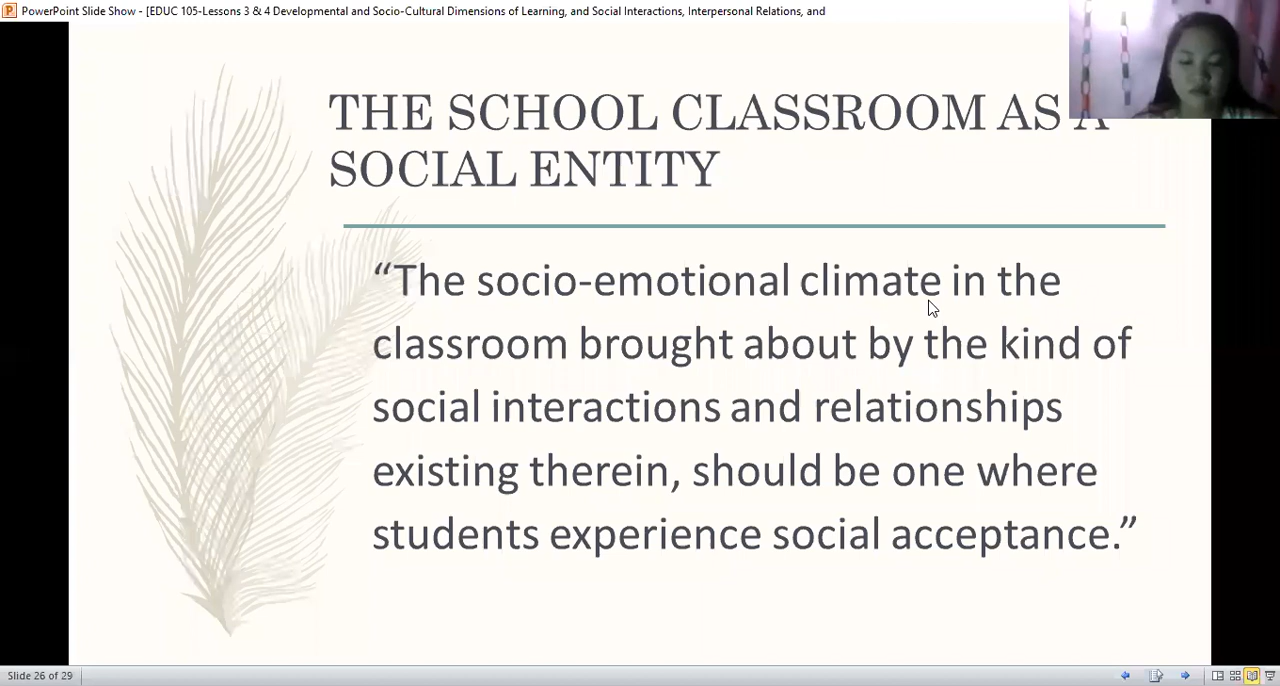 PowerPoint Slide Show - [EDUC 105-Lessons 3 & 4 Developmental and Socio-Cultural Dimensions of Learning, and Social Interactions, Interpersonal Relations, and
THE SCHOOL CLASSROOM AS A
SOCIAL ENTITY
“The socio-emotional climate in the
classroom brought about by the kind of
social interactions and relationships
existing therein, should be one where
students experience social acceptance.”
Slide 26 of 29